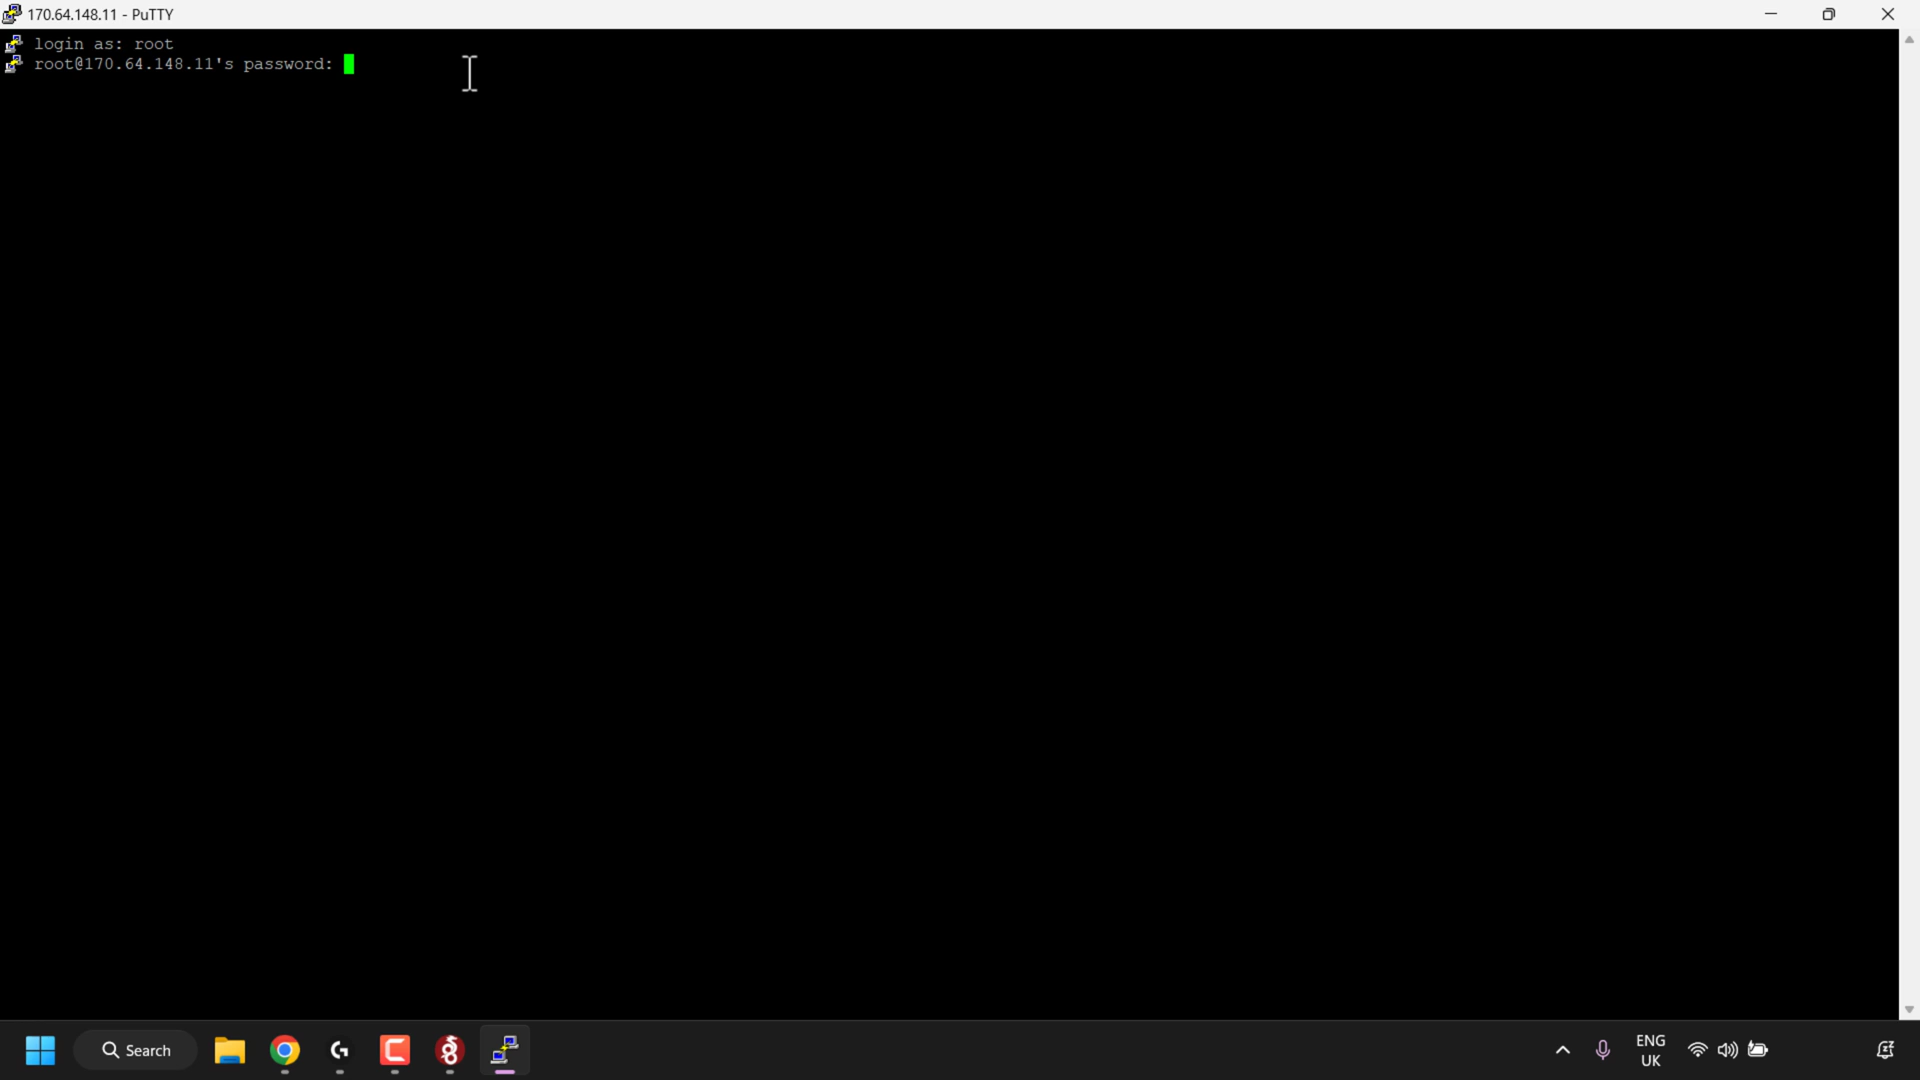 170.64.148.11 - PuTTY
login as: root
root@170.64.148.11's password:
Search
ENG
UK